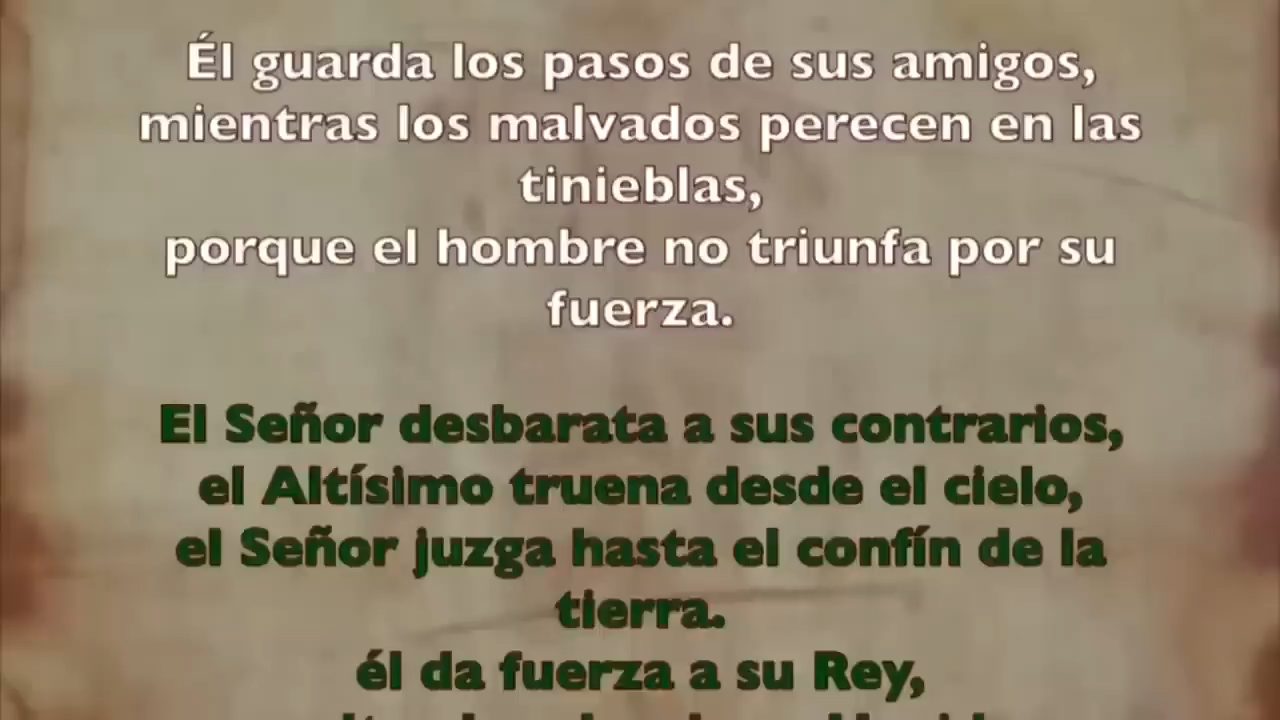 Él guarda los pasos de sus amigos,
mientras los malvados perecen en las
tinieblas,
porque el hombre no triunfa por su
fuerza.
El Señor desbarata a sus contrarios,
el Altísimo truena desde el cielo,
el Señor juzga hasta el confín de la
tierra.
él da fuerza a su Rey,